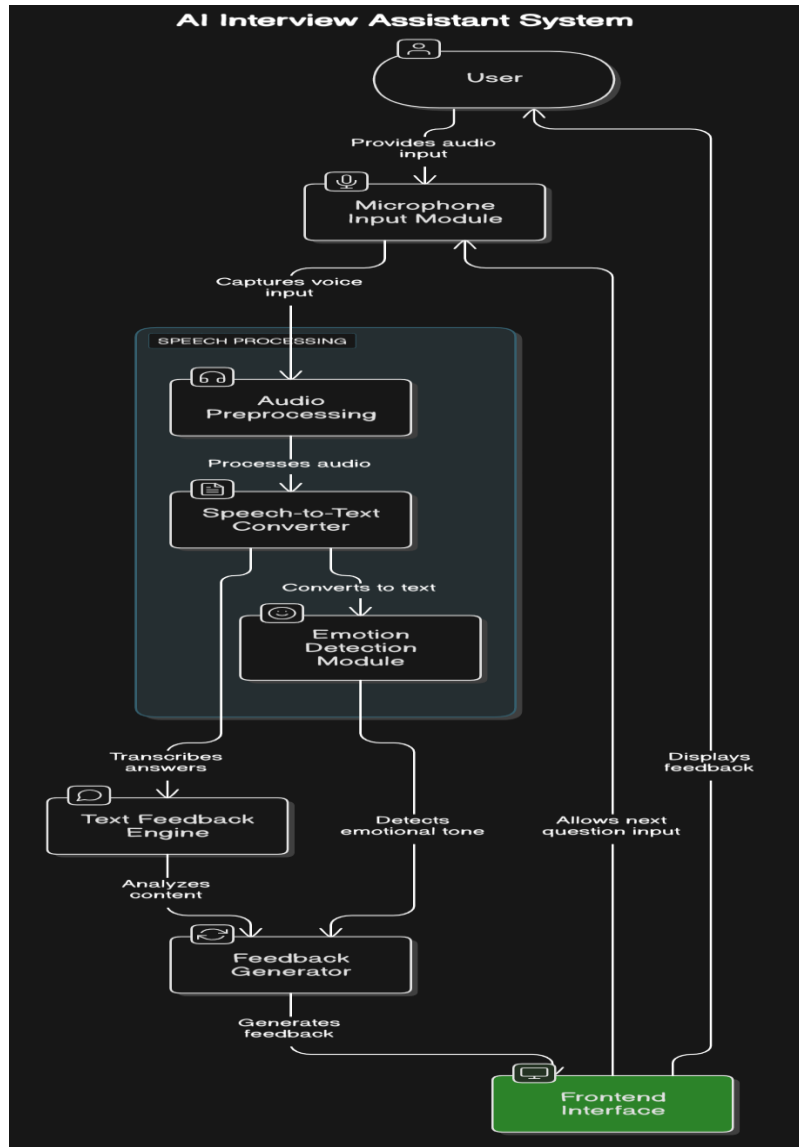 AI Interview Assistant System
User
Provides audio
input
Microphone
Input Module
Captures voice
input
SPEECH PROCESSING
Audio
Preprocessing
Processes audio
Speech-to-Text
Converter
Converts to text
Emotion
Detection
Module
Transcribes
answers
Displays
feedback
Text Feedback
Engine
Detects
emotional tone
Allows next
question input
Analyzes
content
Feedback
Generator
Generates
feedback
Frontend
Interface